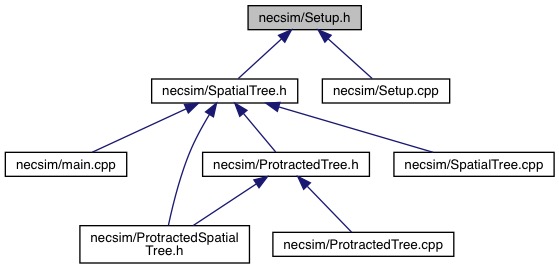 necsim/Setup.h
necsim/SpatialTree.h
necsim/Setup.cpp
necsim/main.cpp
necsim/ProtractedTree.h
necsim/SpatialTree.cpp
necsim/ProtractedSpatial
Tree.h
necsim/ProtractedTree.cpp